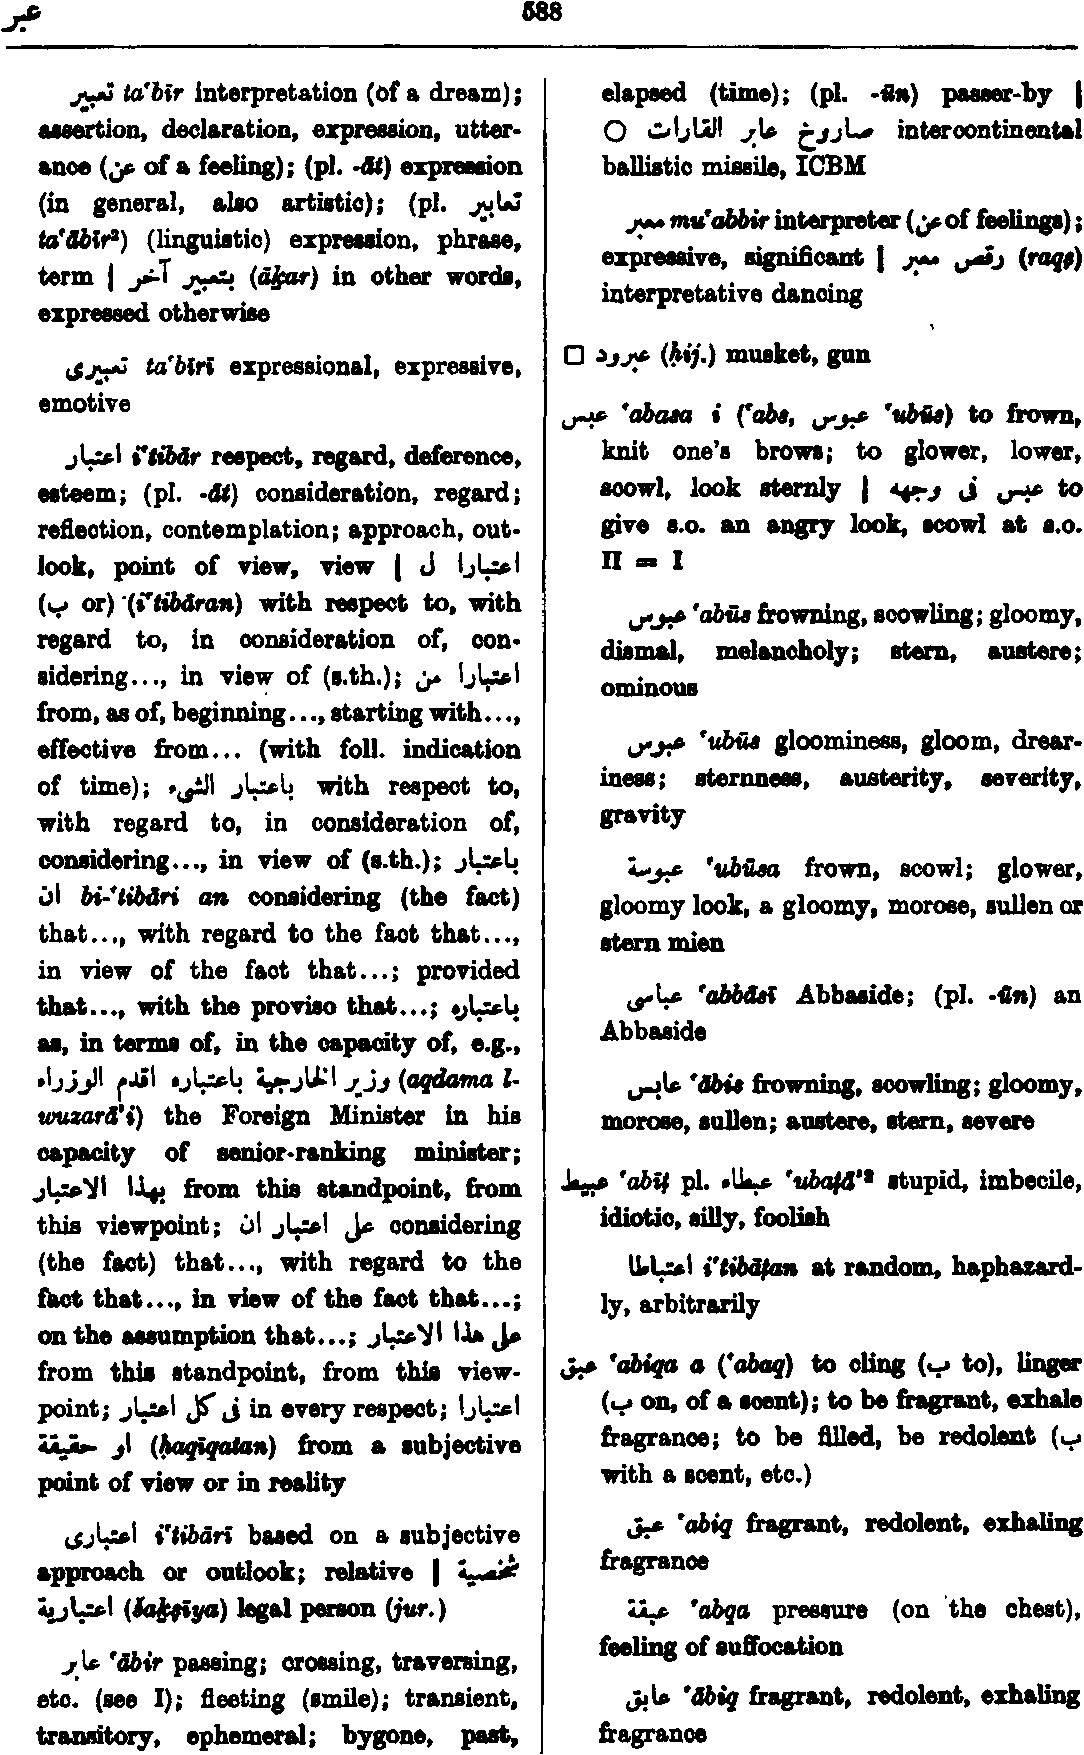 عبر
588
تعبير ta‘bīr interpretation (of a dream);
assertion, declaration, expression, utter-
ance (عن of a feeling); (pl. -āt) expression
(in general, also artistic); (pl. تعابير
ta‘ābīr²) (linguistic) expression, phrase,
term | بتعبير آخر (āḵar) in other words,
expressed otherwise
تعبيرى ta‘bīrī expressional, expressive,
emotive
اعتبار i‘tibār respect, regard, deference,
esteem; (pl. -āt) consideration, regard;
reflection, contemplation; approach, out-
look, point of view, view | اعتبارا ل
(ب or) (i‘tibāran) with respect to, with
regard to, in consideration of, con-
sidering..., in view of (s.th.); اعتبارا من
from, as of, beginning..., starting with...,
effective from... (with foll. indication
of time); باعتبار الشىء with respect to,
with regard to, in consideration of,
considering..., in view of (s.th.); باعتبار
ان bi-‘tibāri an considering (the fact)
that..., with regard to the fact that...,
in view of the fact that...; provided
that..., with the proviso that...; باعتباره
as, in terms of, in the capacity of, e.g.,
وزير الخارجية باعتباره اقدم الوزراء (aqdama l-
wuzarā’i) the Foreign Minister in his
capacity of senior-ranking minister;
بهذا الاعتبار from this standpoint, from
this viewpoint; على اعتبار ان considering
(the fact) that..., with regard to the
fact that..., in view of the fact that...;
on the assumption that...; على هذا الاعتبار
from this standpoint, from this view-
point; فى كل اعتبار in every respect; اعتبارا
او حقيقة (ḥaqīqatan) from a subjective
point of view or in reality
اعتبارى i‘tibārī based on a subjective
approach or outlook; relative | شخصية
اعتبارية (šaḵṣīya) legal person (jur.)
عابر ‘ābir passing; crossing, traversing,
etc. (see I); fleeting (smile); transient,
transitory, ephemeral; bygone, past,
elapsed (time); (pl. -ūn) passer-by |
○ صاروخ عابر القارات intercontinental
ballistic missile, ICBM
معبر mu‘abbir interpreter (عن of feelings);
expressive, significant | رقص معبر (raqṣ)
interpretative dancing
□ عبرود (ḥij.) musket, gun
عبس ‘abasa i (‘abs, عبوس ‘ubūs) to frown,
knit one’s brows; to glower, lower,
scowl, look sternly | عبس فى وجهه to
give s.o. an angry look, scowl at s.o.
II = I
عبوس ‘abūs frowning, scowling; gloomy,
dismal, melancholy; stern, austere;
ominous
عبوس ‘ubūs gloominess, gloom, drear-
iness; sternness, austerity, severity,
gravity
عبوسة ‘ubūsa frown, scowl; glower,
gloomy look, a gloomy, morose, sullen or
stern mien
عباسى ‘abbāsī Abbaside; (pl. -ūn) an
Abbaside
عابس ‘ābis frowning, scowling; gloomy,
morose, sullen; austere, stern, severe
عبيط ‘abīṭ pl. عبطاء ‘ubaṭā’² stupid, imbecile,
idiotic, silly, foolish
اعتباطا i‘tibāṭan at random, haphazard-
ly, arbitrarily
عبق ‘abiqa a (‘abaq) to cling (ب to), linger
(ب on, of a scent); to be fragrant, exhale
fragrance; to be filled, be redolent (ب
with a scent, etc.)
عبق ‘abiq fragrant, redolent, exhaling
fragrance
عبقة ‘abqa pressure (on the chest),
feeling of suffocation
عابق ‘ābiq fragrant, redolent, exhaling
fragrance